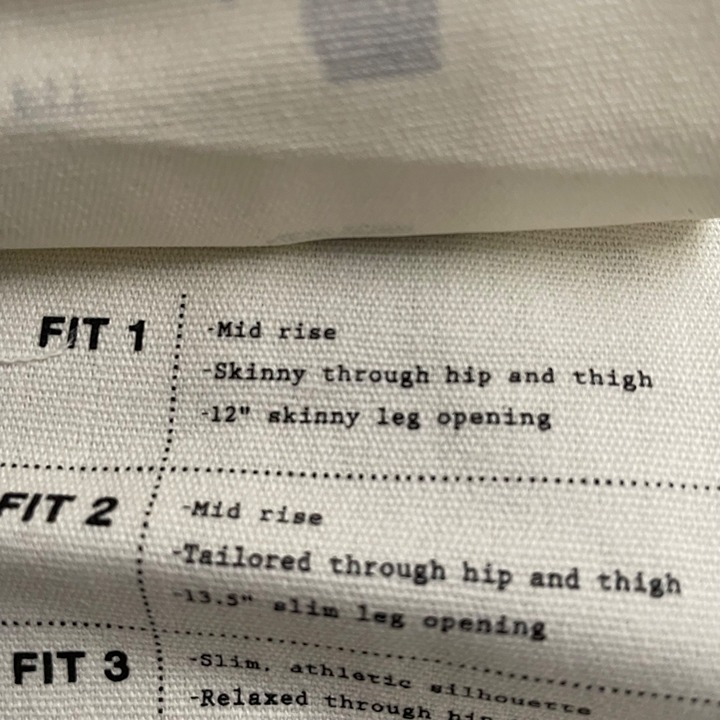 FIT 1
-Mid rise
-Skinny through hip and thigh
-12" skinny leg opening
FIT 2
-Mid rise
-Tailored through hip and thigh
-13.5" slim leg opening
FIT 3
-Slim, athletic silhouette
-Relaxed through hip